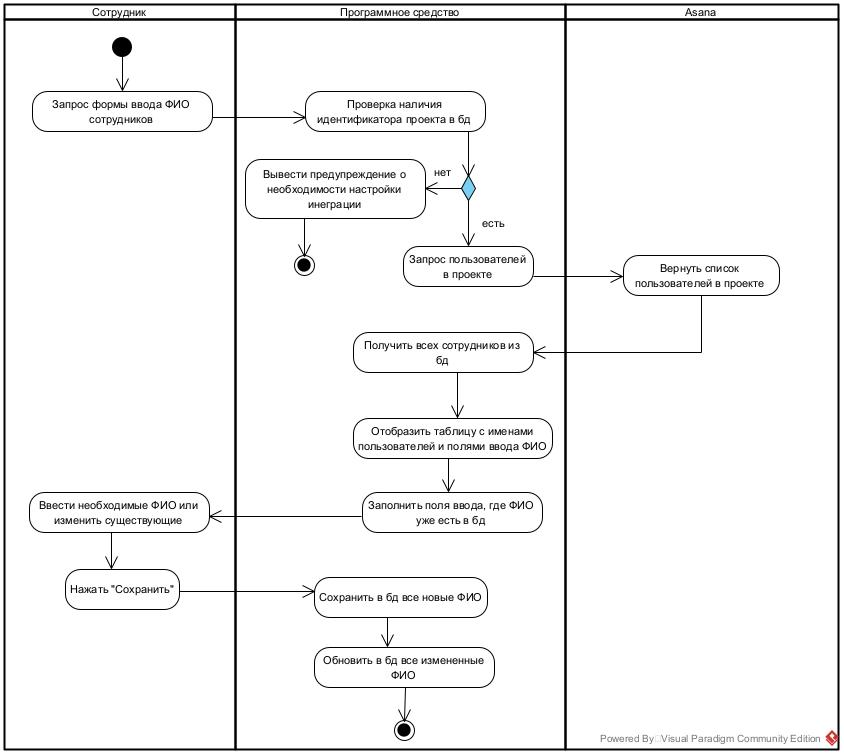 Сотрудник
Программное средство
Asana
Запрос формы ввода ФИО
сотрудников
Проверка наличия
идентификатора проекта в бд
Вывести предупреждение о
необходимости настройки
инеграции
нет
есть
Запрос пользователей
в проекте
Вернуть список
пользователей в проекте
Получить всех сотрудников из
бд
Отобразить таблицу с именами
пользователей и полями ввода ФИО
Заполнить поля ввода, где ФИО
уже есть в бд
Ввести необходимые ФИО или
изменить существующие
Нажать "Сохранить"
Сохранить в бд все новые ФИО
Обновить в бд все измененные
ФИО
Powered By Visual Paradigm Community Edition